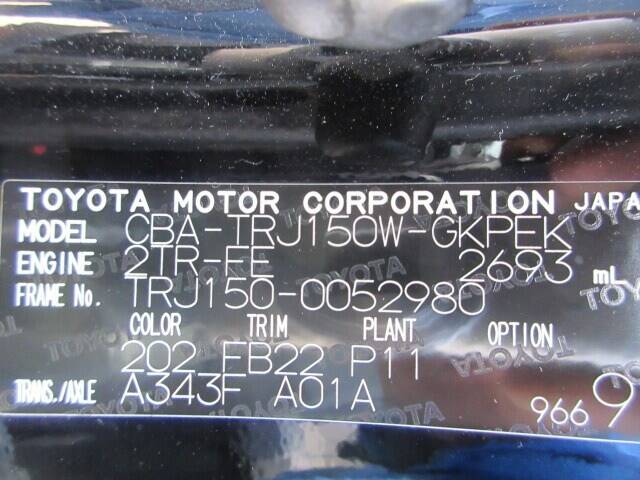 TOYOTA MOTOR CORPORATION JAPA
MODEL CBA-TRJ150W-GKPEK
ENGINE 2TR-FE 2693 mL
FRAME No. TRJ150-0052980
COLOR TRIM PLANT OPTION
202 FB22 P11
TRANS./AXLE A343F A01A
9669